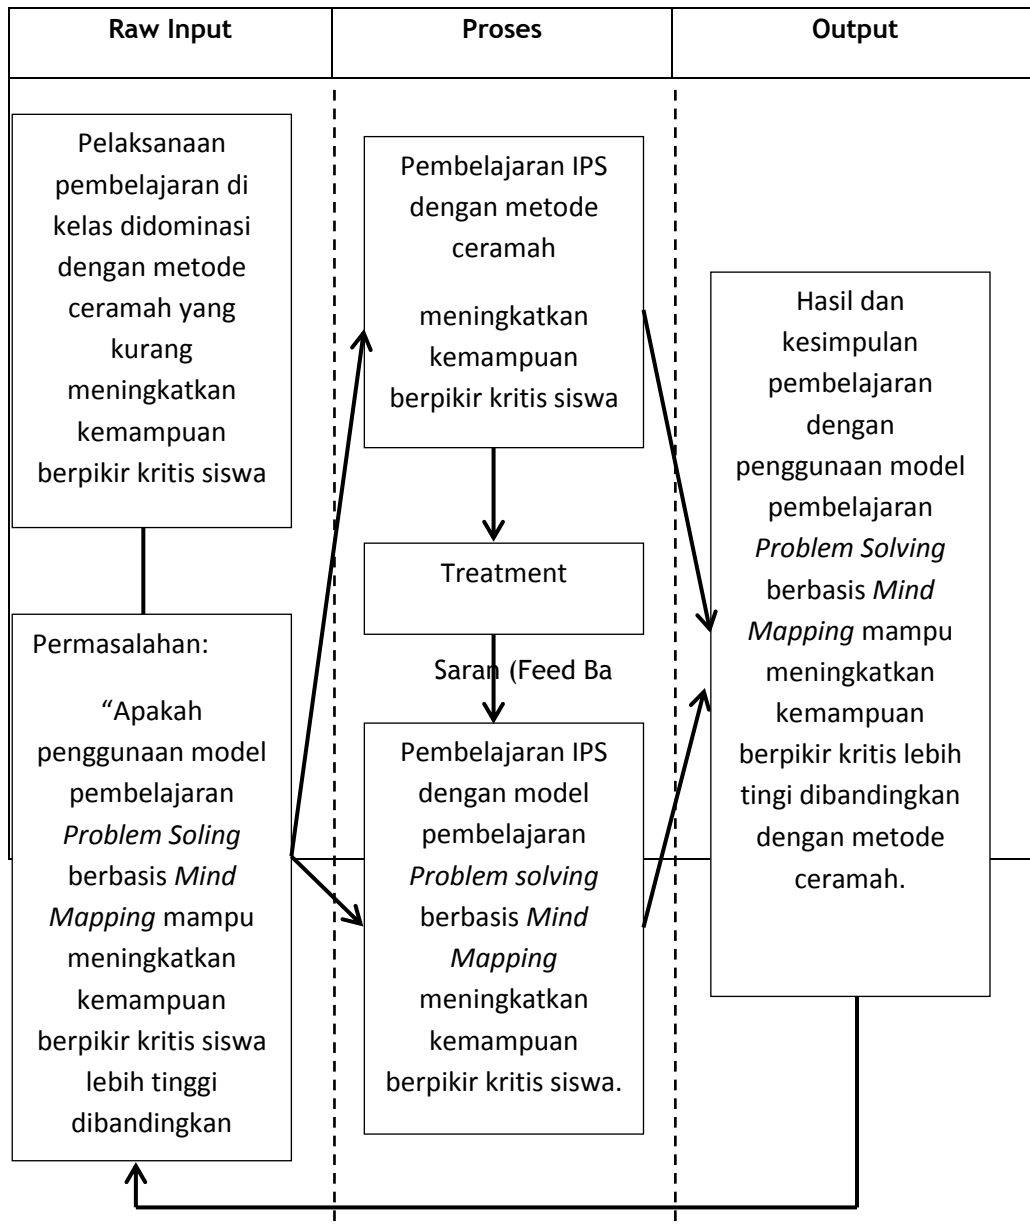 Raw Input
Proses
Output
Pelaksanaan
pembelajaran di
kelas didominasi
dengan metode
ceramah yang
kurang
meningkatkan
kemampuan
berpikir kritis siswa
Permasalahan:
“Apakah
penggunaan model
pembelajaran
Problem Soling
berbasis Mind
Mapping mampu
meningkatkan
kemampuan
berpikir kritis siswa
lebih tinggi
dibandingkan
Pembelajaran IPS
dengan metode
ceramah
meningkatkan
kemampuan
berpikir kritis siswa
Treatment
Saran (Feed Ba
Pembelajaran IPS
dengan model
pembelajaran
Problem solving
berbasis Mind
Mapping
meningkatkan
kemampuan
berpikir kritis siswa.
Hasil dan
kesimpulan
pembelajaran
dengan
penggunaan model
pembelajaran
Problem Solving
berbasis Mind
Mapping mampu
meningkatkan
kemampuan
berpikir kritis lebih
tingi dibandingkan
dengan metode
ceramah.